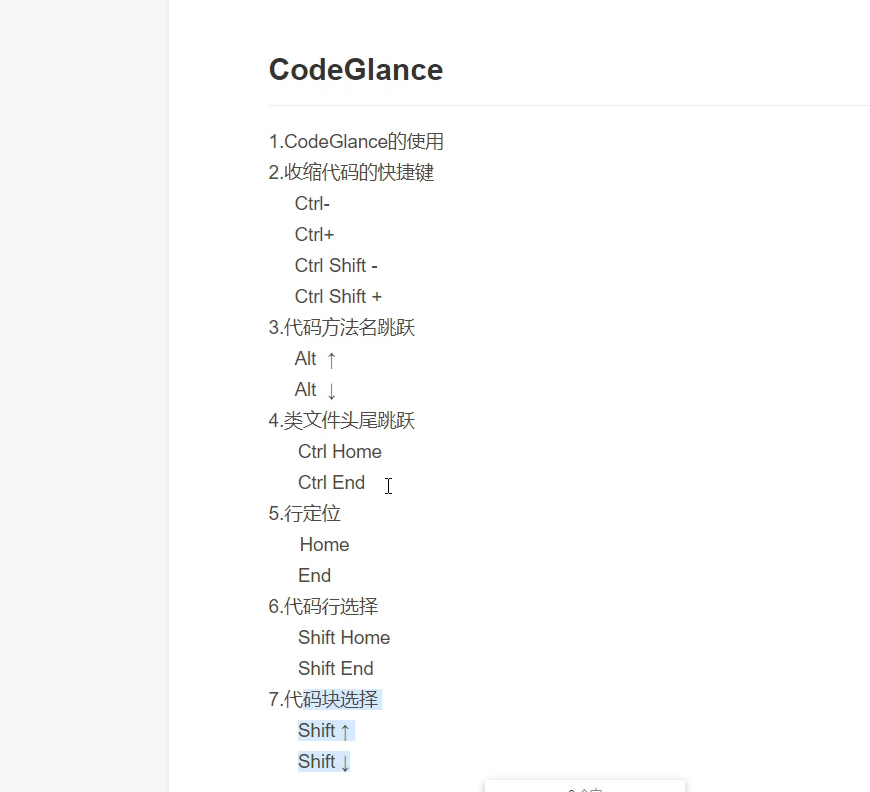 CodeGlance
1.CodeGlance的使用
2.收缩代码的快捷键
Ctrl-
Ctrl+
Ctrl Shift -
Ctrl Shift +
3.代码方法名跳跃
Alt ↑
Alt ↓
4.类文件头尾跳跃
Ctrl Home
Ctrl End
5.行定位
Home
End
6.代码行选择
Shift Home
Shift End
7.代码块选择
Shift ↑
Shift ↓